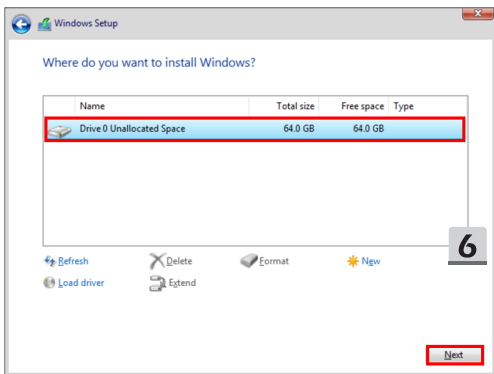 Windows Setup
Where do you want to install Windows?
Name Total size Free space Type
Drive 0 Unallocated Space 64.0 GB 64.0 GB
6
Refresh Delete Format New
Load driver Extend
Next